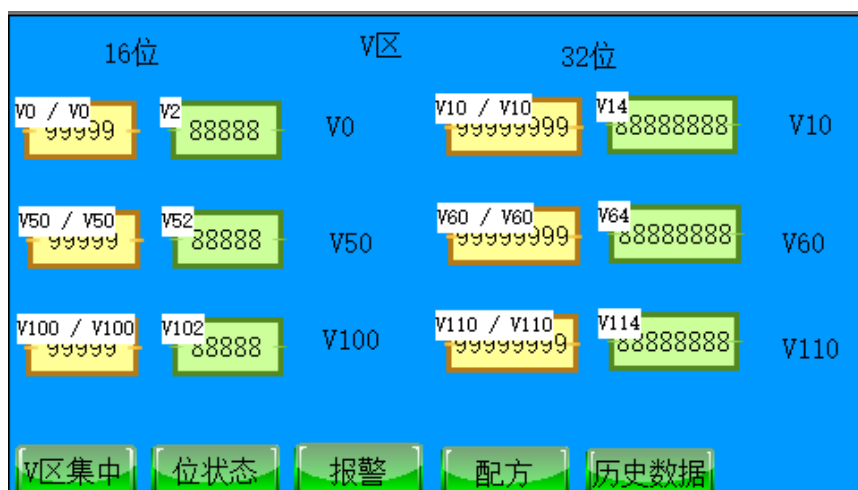 16位 V区 32位
V0 / V0 V2 V10 / V10 V14
99999 88888 V0 99999999 88888888 V10
V50 / V50 V52 V60 / V60 V64
99999 88888 V50 99999999 88888888 V60
V100 / V100 V102 V110 / V110 V114
99999 88888 V100 99999999 88888888 V110
V区集中 位状态 报警 配方 历史数据